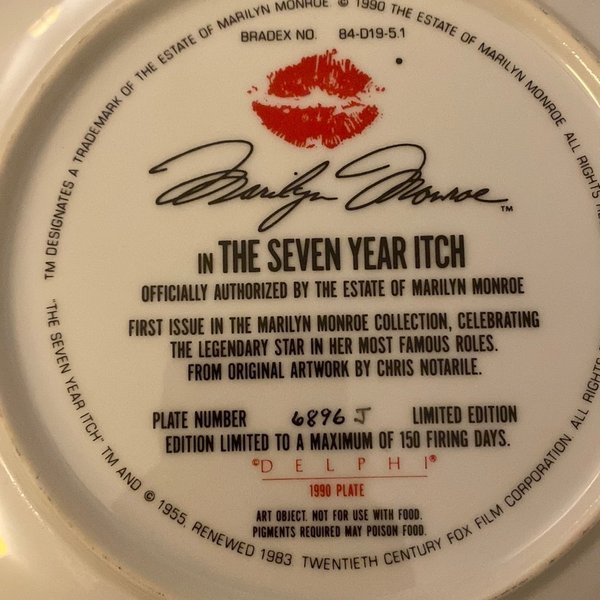 TM DESIGNATES A TRADEMARK OF THE ESTATE OF MARILYN MONROE. © 1990 THE ESTATE OF MARILYN MONROE. ALL RIGHTS
BRADEX NO. 84-D19-5.1
Marilyn Monroe™
IN THE SEVEN YEAR ITCH
OFFICIALLY AUTHORIZED BY THE ESTATE OF MARILYN MONROE
FIRST ISSUE IN THE MARILYN MONROE COLLECTION, CELEBRATING
THE LEGENDARY STAR IN HER MOST FAMOUS ROLES.
FROM ORIGINAL ARTWORK BY CHRIS NOTARILE.
PLATE NUMBER 6896 J LIMITED EDITION
EDITION LIMITED TO A MAXIMUM OF 150 FIRING DAYS.
©DELPHI®
1990 PLATE
ART OBJECT. NOT FOR USE WITH FOOD.
PIGMENTS REQUIRED MAY POISON FOOD.
"THE SEVEN YEAR ITCH" TM AND © 1955, RENEWED 1983 TWENTIETH CENTURY FOX FILM CORPORATION. ALL RIGHTS